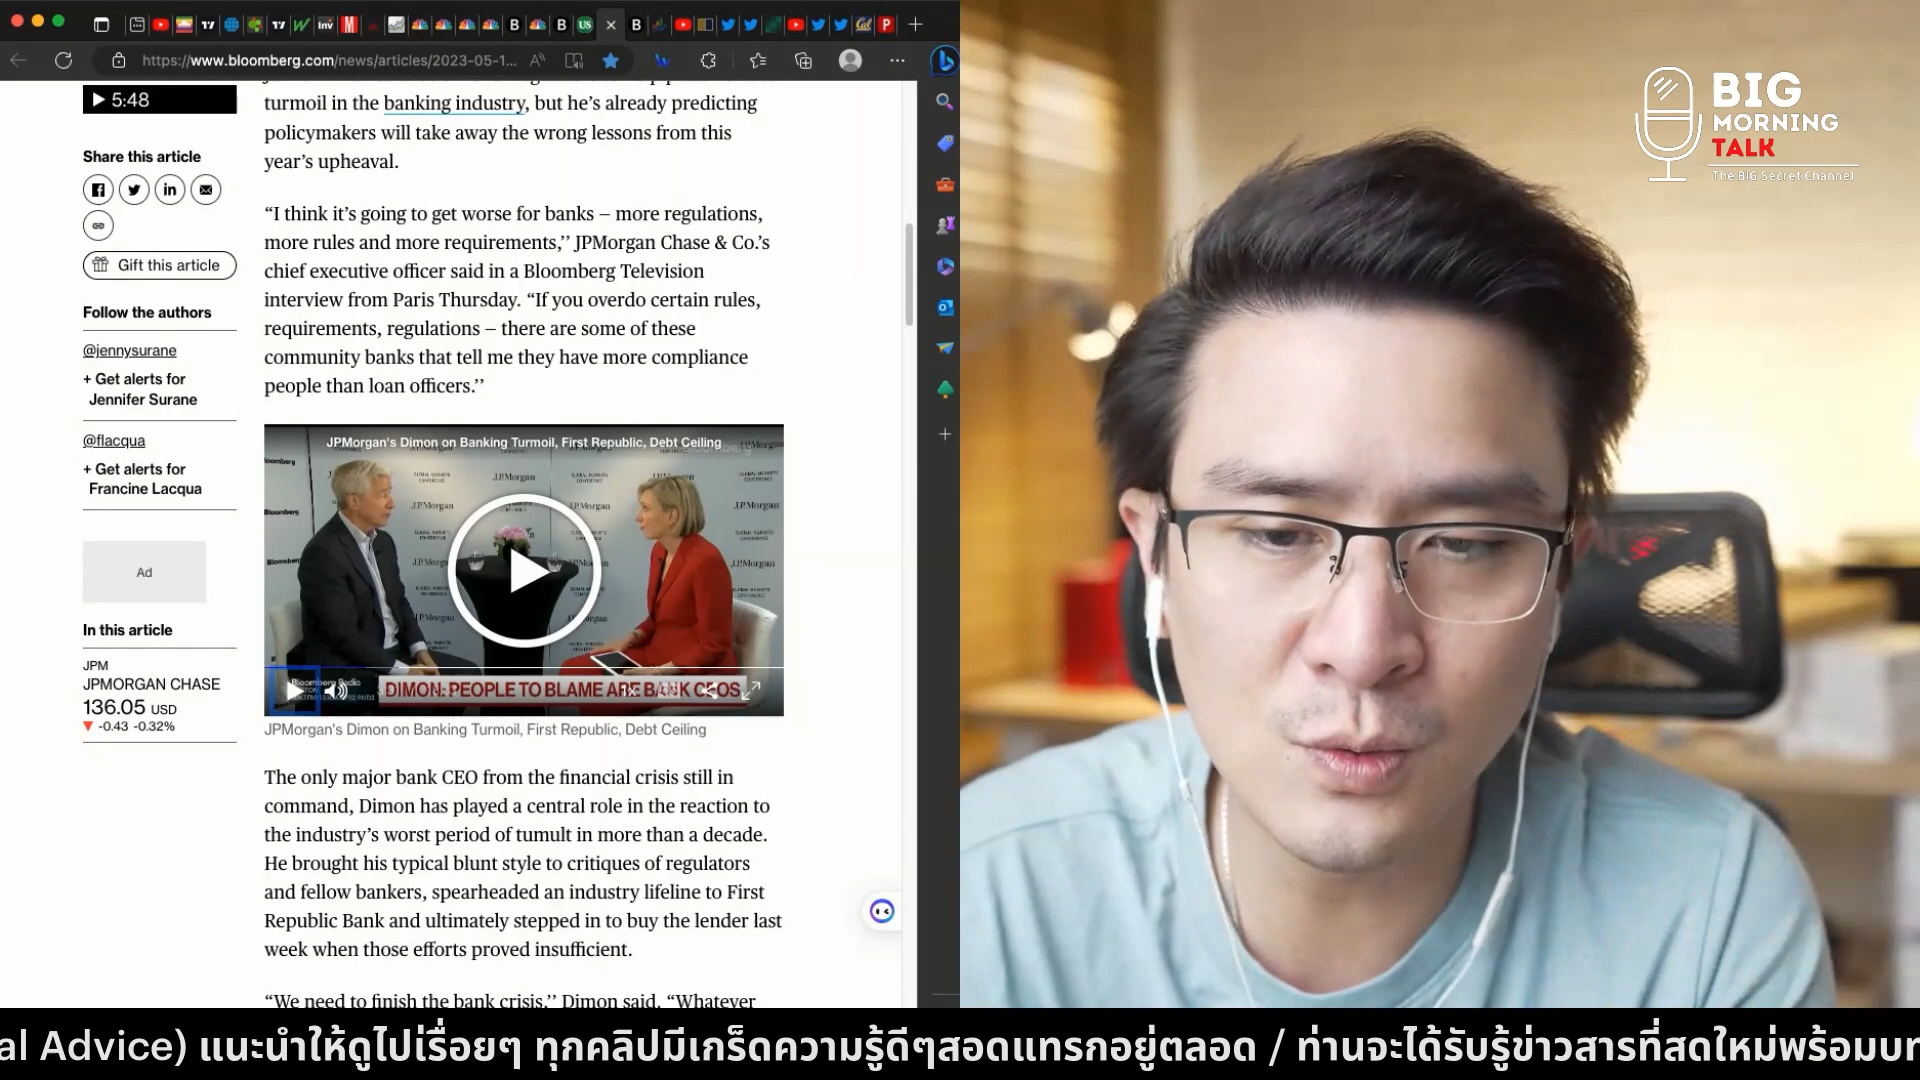 https://www.bloomberg.com/news/articles/2023-05-1...
5:48
Share this article
Gift this article
Follow the authors
@jennysurane
+ Get alerts for
Jennifer Surane
@flacqua
+ Get alerts for
Francine Lacqua
Ad
In this article
JPM
JPMORGAN CHASE
136.05 USD
-0.43 -0.32%
turmoil in the banking industry, but he’s already predicting
policymakers will take away the wrong lessons from this
year’s upheaval.
“I think it’s going to get worse for banks – more regulations,
more rules and more requirements,’’ JPMorgan Chase & Co.’s
chief executive officer said in a Bloomberg Television
interview from Paris Thursday. “If you overdo certain rules,
requirements, regulations – there are some of these
community banks that tell me they have more compliance
people than loan officers.’’
JPMorgan's Dimon on Banking Turmoil, First Republic, Debt Ceiling
DIMON: PEOPLE TO BLAME ARE BANK CEOS
JPMorgan's Dimon on Banking Turmoil, First Republic, Debt Ceiling
The only major bank CEO from the financial crisis still in
command, Dimon has played a central role in the reaction to
the industry’s worst period of tumult in more than a decade.
He brought his typical blunt style to critiques of regulators
and fellow bankers, spearheaded an industry lifeline to First
Republic Bank and ultimately stepped in to buy the lender last
week when those efforts proved insufficient.
“We need to finish the bank crisis,’’ Dimon said. “Whatever
BIG
MORNING
TALK
The BIG Secret Channel
al Advice) แนะนำให้ดูไปเรื่อยๆ ทุกคลิปมีเกร็ดความรู้ดีๆสอดแทรกอยู่ตลอด / ท่านจะได้รับรู้ข่าวสารที่สดใหม่พร้อมบท